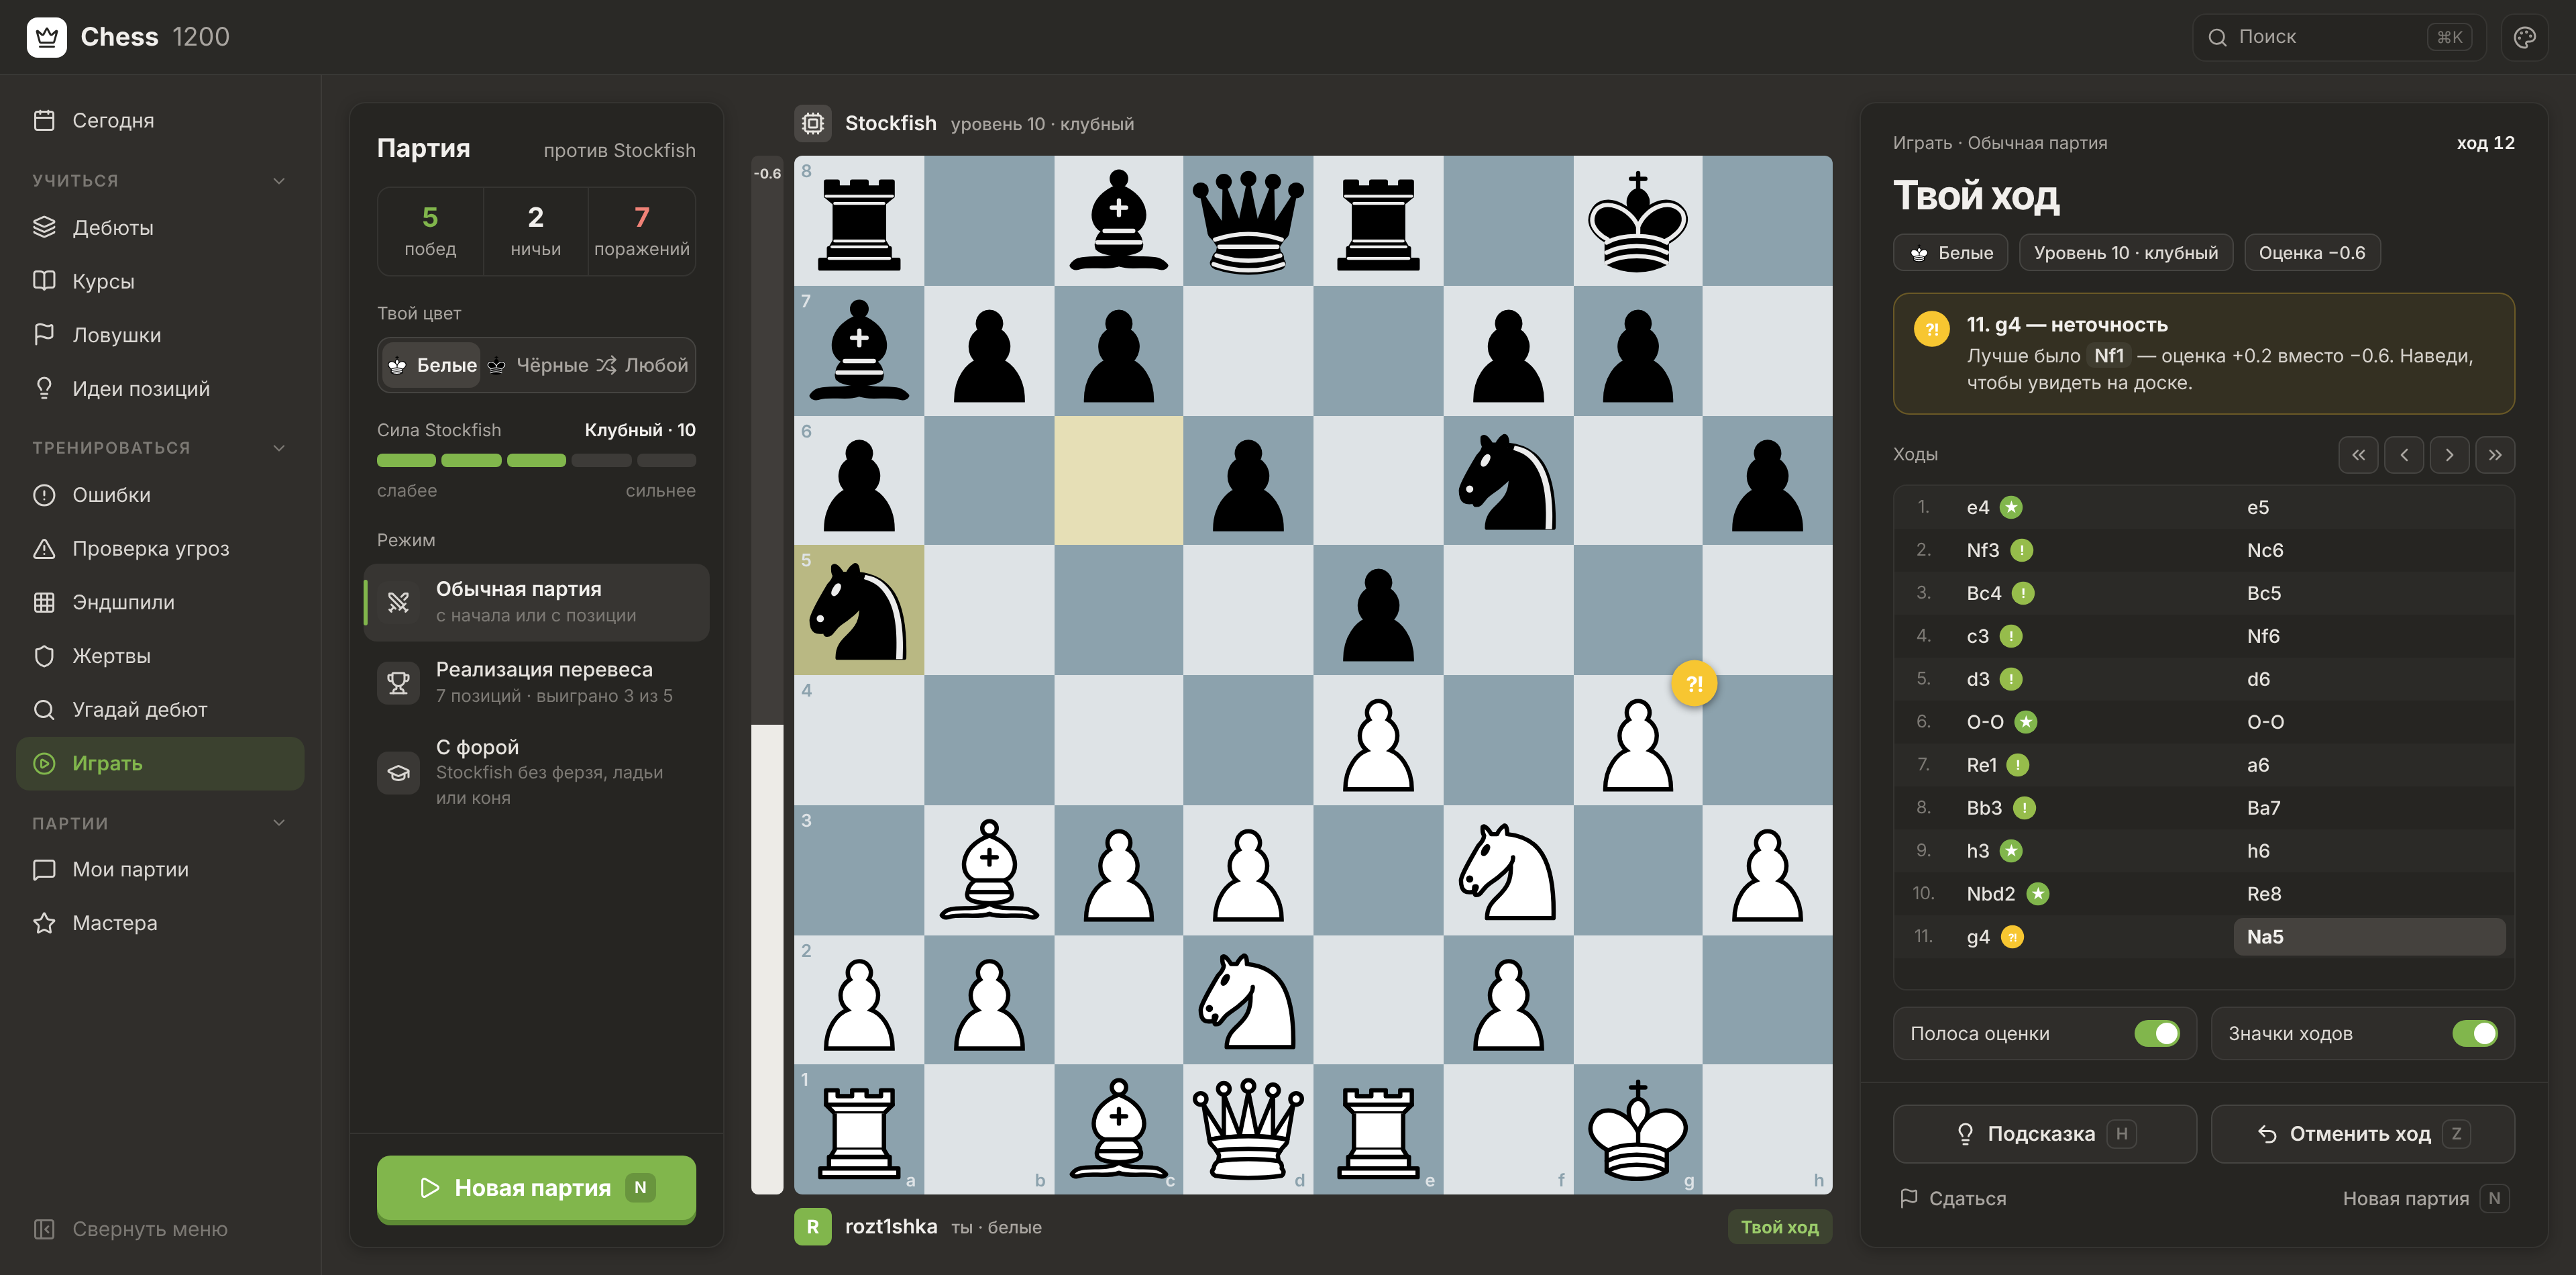 Chess 1200
Поиск ⌘K
Сегодня
УЧИТЬСЯ
Дебюты
Курсы
Ловушки
Идеи позиций
ТРЕНИРОВАТЬСЯ
Ошибки
Проверка угроз
Эндшпили
Жертвы
Угадай дебют
Играть
ПАРТИИ
Мои партии
Мастера
Свернуть меню
Партия против Stockfish
5 2 7
побед ничьи поражений
Твой цвет
Белые Чёрные Любой
Сила Stockfish Клубный · 10
слабее сильнее
Режим
Обычная партия
с начала или с позиции
Реализация перевеса
7 позиций · выиграно 3 из 5
С форой
Stockfish без ферзя, ладьи
или коня
Новая партия N
Stockfish уровень 10 · клубный
-0.6
8
7
6
5
4
?!
3
2
1
a b c d e f g h
R rozt1shka ты · белые Твой ход
Играть · Обычная партия ход 12
Твой ход
Белые Уровень 10 · клубный Оценка −0.6
?! 11. g4 — неточность
Лучше было Nf1 — оценка +0.2 вместо −0.6. Наведи,
чтобы увидеть на доске.
Ходы
1. e4 e5
2. Nf3 ! Nc6
3. Bc4 ! Bc5
4. c3 ! Nf6
5. d3 ! d6
6. O-O O-O
7. Re1 ! a6
8. Bb3 ! Ba7
9. h3 h6
10. Nbd2 Re8
11. g4 ?! Na5
Полоса оценки Значки ходов
Подсказка H Отменить ход Z
Сдаться Новая партия N